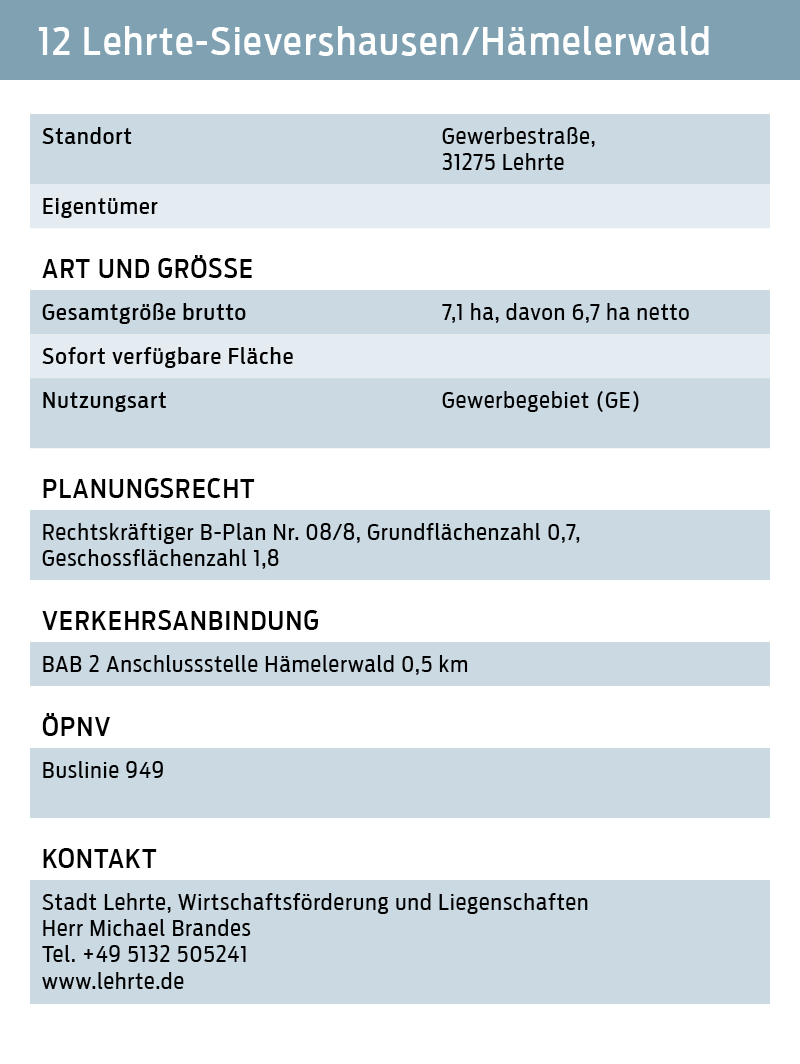 12 Lehrte-Sievershausen/Hämelerwald
Standort
Gewerbestraße,
31275 Lehrte
Eigentümer
ART UND GRÖSSE
Gesamtgröße brutto
7,1 ha, davon 6,7 ha netto
Sofort verfügbare Fläche
Nutzungsart
Gewerbegebiet (GE)
PLANUNGSRECHT
Rechtskräftiger B-Plan Nr. 08/8, Grundflächenzahl 0,7,
Geschossflächenzahl 1,8
VERKEHRSANBINDUNG
BAB 2 Anschlussstelle Hämelerwald 0,5 km
ÖPNV
Buslinie 949
KONTAKT
Stadt Lehrte, Wirtschaftsförderung und Liegenschaften
Herr Michael Brandes
Tel. +49 5132 505241
www.lehrte.de